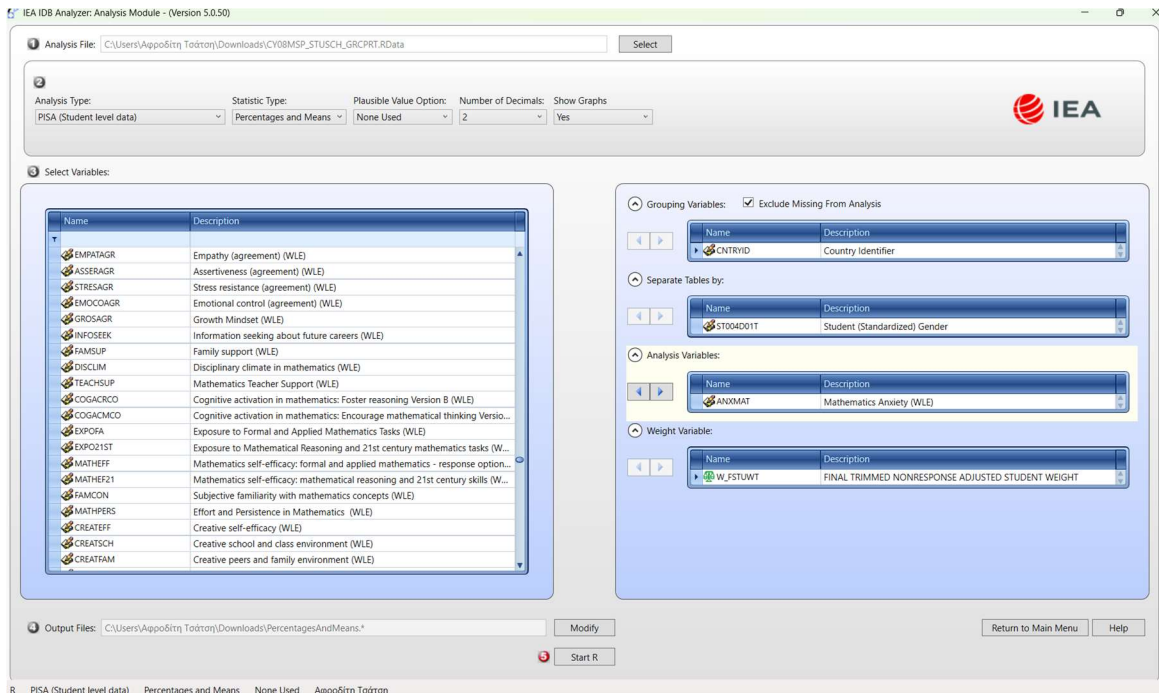 IEA IDB Analyzer: Analysis Module - (Version 5.0.50)
1 Analysis File: C:\Users\Αφροδίτη Τσάτση\Downloads\CY08MSP_STUSCH_GRCPRT.RData Select
2
Analysis Type: Statistic Type: Plausible Value Option: Number of Decimals: Show Graphs
PISA (Student level data) Percentages and Means None Used 2 Yes
IEA
3 Select Variables:
Name Description
EMPATAGR Empathy (agreement) (WLE)
ASSERAGR Assertiveness (agreement) (WLE)
STRESAGR Stress resistance (agreement) (WLE)
EMOCOAGR Emotional control (agreement) (WLE)
GROSAGR Growth Mindset (WLE)
INFOSEEK Information seeking about future careers (WLE)
FAMSUP Family support (WLE)
DISCLIM Disciplinary climate in mathematics (WLE)
TEACHSUP Mathematics Teacher Support (WLE)
COGACRCO Cognitive activation in mathematics: Foster reasoning Version B (WLE)
COGACMCO Cognitive activation in mathematics: Encourage mathematical thinking Versio...
EXPOFA Exposure to Formal and Applied Mathematics Tasks (WLE)
EXPO21ST Exposure to Mathematical Reasoning and 21st century mathematics tasks (W...
MATHEFF Mathematics self-efficacy: formal and applied mathematics - response option...
MATHEF21 Mathematics self-efficacy: mathematical reasoning and 21st century skills (W...
FAMCON Subjective familiarity with mathematics concepts (WLE)
MATHPERS Effort and Persistence in Mathematics (WLE)
CREATEFF Creative self-efficacy (WLE)
CREATSCH Creative school and class environment (WLE)
CREATFAM Creative peers and family environment (WLE)
Grouping Variables: Exclude Missing From Analysis
Name Description
CNTRYID Country Identifier
Separate Tables by:
Name Description
ST004D01T Student (Standardized) Gender
Analysis Variables:
Name Description
ANXMAT Mathematics Anxiety (WLE)
Weight Variable:
Name Description
W_FSTUWT FINAL TRIMMED NONRESPONSE ADJUSTED STUDENT WEIGHT
4 Output Files: C:\Users\Αφροδίτη Τσάτση\Downloads\PercentagesAndMeans.* Modify
Return to Main Menu Help
5 Start R
R PISA (Student level data) Percentages and Means None Used Αφροδίτη Τσάτση